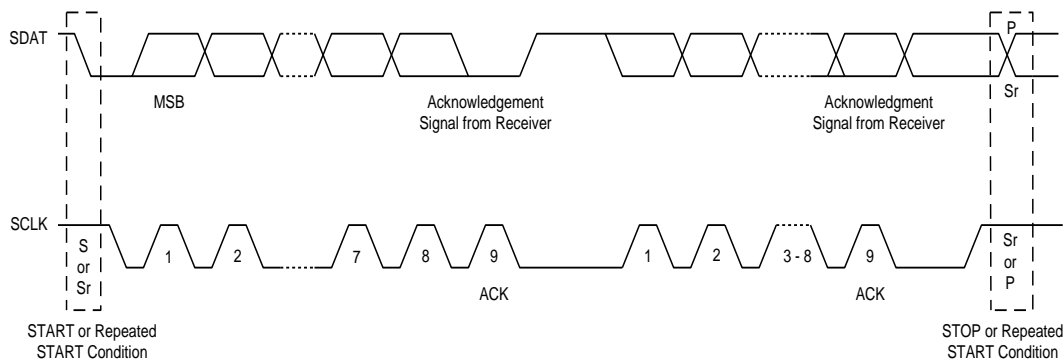 SDAT
P
MSB
Acknowledgement
Signal from Receiver
Acknowledgment
Signal from Receiver
Sr
SCLK
S
or
Sr
1
2
7
8
9
1
2
3 - 8
9
Sr
or
P
ACK
ACK
START or Repeated
START Condition
STOP or Repeated
START Condition